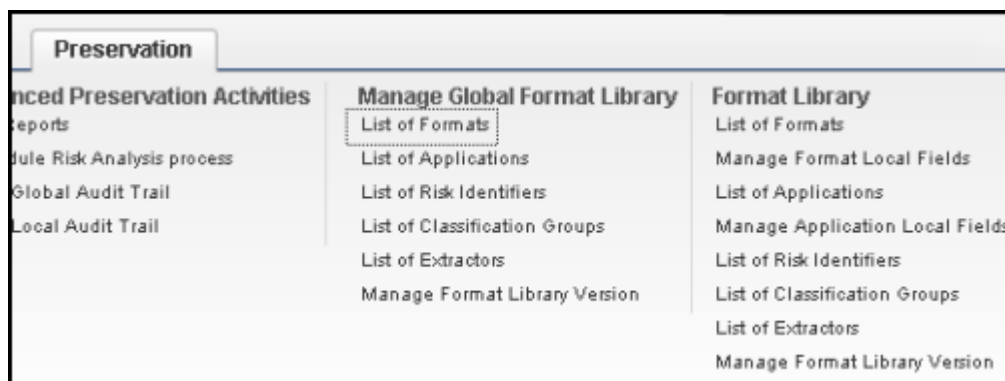 Preservation
nced Preservation Activities
Reports
dule Risk Analysis process
Global Audit Trail
Local Audit Trail
Manage Global Format Library
List of Formats
List of Applications
List of Risk Identifiers
List of Classification Groups
List of Extractors
Manage Format Library Version
Format Library
List of Formats
Manage Format Local Fields
List of Applications
Manage Application Local Fields
List of Risk Identifiers
List of Classification Groups
List of Extractors
Manage Format Library Version